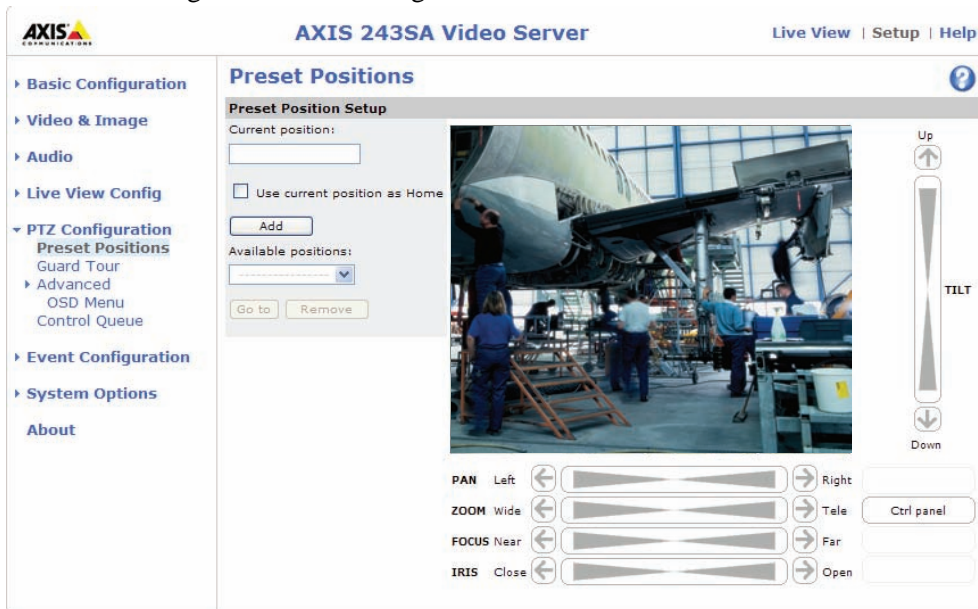 AXIS
COMMUNICATIONS
AXIS 243SA Video Server
Live View | Setup | Help
Basic Configuration
Video & Image
Audio
Live View Config
PTZ Configuration
Preset Positions
Guard Tour
Advanced
OSD Menu
Control Queue
Event Configuration
System Options
About
Preset Positions
?
Preset Position Setup
Current position:
Use current position as Home
Add
Available positions:
----------------
Go to
Remove
Up
TILT
Down
PAN Left Right
ZOOM Wide Tele Ctrl panel
FOCUS Near Far
IRIS Close Open